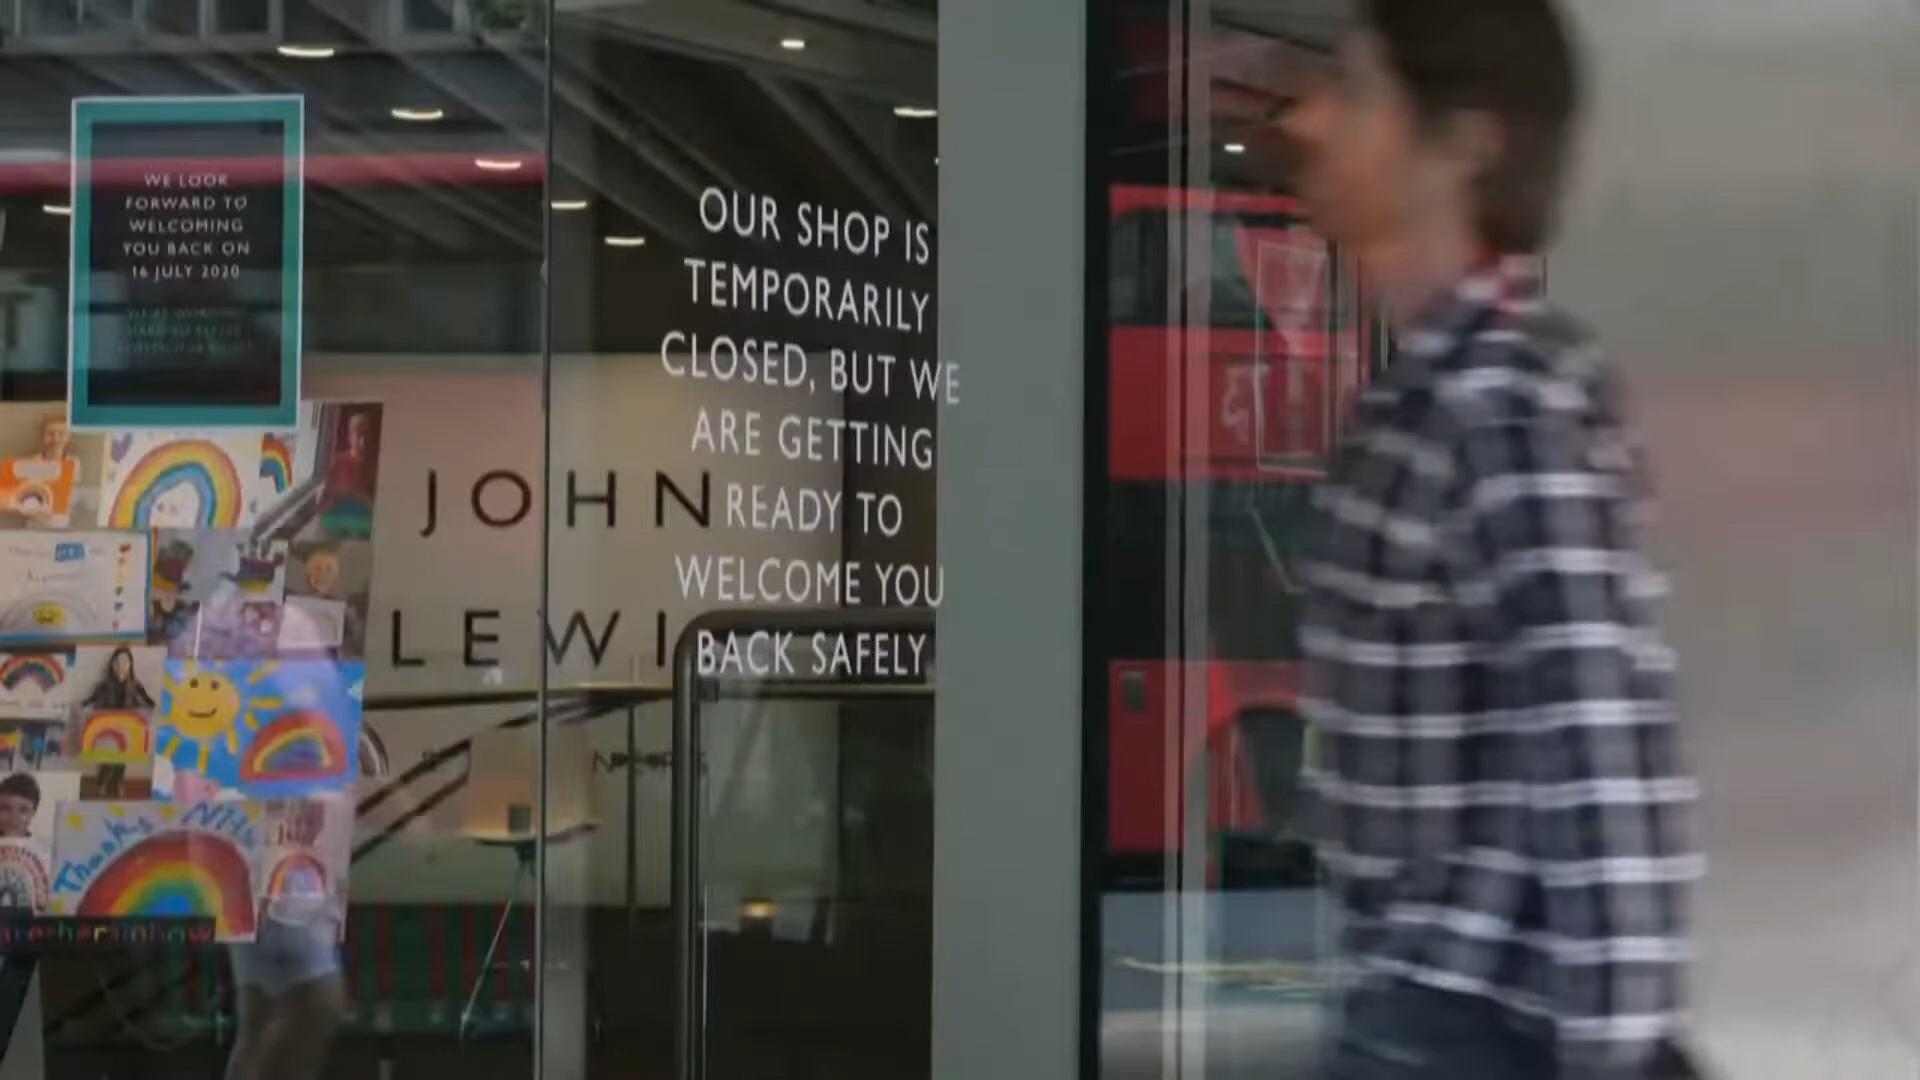 WE LOOK
FORWARD TO
WELCOMING
YOU BACK ON
16 JULY 2020
OUR SHOP IS
TEMPORARILY
CLOSED, BUT WE
ARE GETTING
READY TO
WELCOME YOU
BACK SAFELY
JOHN
LEWI
Thanks NHS